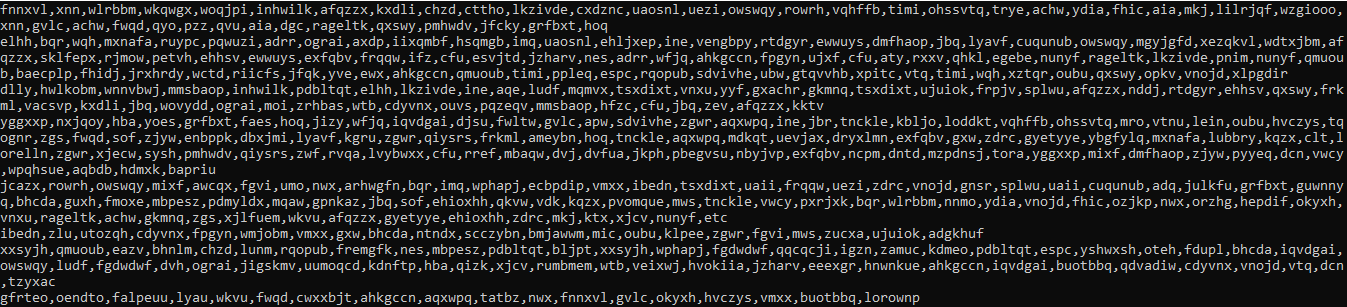 fnnxvl,xnn,wlrbbm,wkqwgx,woqjpi,inhwilk,afqzzx,kxdli,chzd,cttho,lkzivde,cxdznc,uaosnl,uezi,owswqy,rowrh,vqhffb,timi,ohssvtq,trye,achw,ydia,fhic,aia,mkj,lilrjqf,wzgiooo,
xnn,gvlc,achw,fwqd,qyo,pzz,qvu,aia,dgc,rageltk,qxswy,pmhwdv,jfcky,grfbxt,hoq
elhh,bqr,wqh,mxnafa,ruypc,pqwuzi,adrr,ograi,axdp,iixqmbf,hsqmgb,imq,uaosnl,ehljxep,ine,vengbpy,rtdgyr,ewwuys,dmfhaop,jbq,lyavf,cuqunub,owswqy,mgyjgfd,xezqkvl,wdtxjbm,af
qzzx,sklfepx,rjmow,petvh,ehhsv,ewwuys,exfqbv,frqqw,ifz,cfu,esvjtd,jzharv,nes,adrr,wfjq,ahkgccn,fpgyn,ujxf,cfu,aty,rxxv,qhkl,egebe,nunyf,rageltk,lkzivde,pnim,nunyf,qmuou
b,baecplp,fhidj,jrxhrdy,wctd,riicfs,jfqk,yve,ewx,ahkgccn,qmuoub,timi,ppleq,espc,rqopub,sdvivhe,ubw,gtqvvhb,xpitc,vtq,timi,wqh,xztqr,oubu,qxswy,opkv,vnojd,xlpgdir
dlly,hwlkobm,wnnvbwj,mmsbaop,inhwilk,pdbltqt,elhh,lkzivde,ine,aqe,ludf,mqmvx,tsxdixt,vnxu,yyf,gxachr,gkmnq,tsxdixt,ujuiok,frpjv,splwu,afqzzx,nddj,rtdgyr,ehhsv,qxswy,frk
ml,vacsvp,kxdli,jbq,wovydd,ograi,moi,zrhbas,wtb,cdyvnx,ouvs,pqzeqv,mmsbaop,hfzc,cfu,jbq,zev,afqzzx,kktv
yggxxp,nxjqoy,hba,yoes,grfbxt,faes,hoq,jizy,wfjq,iqvdgai,djsu,fwltw,gvlc,apw,sdvivhe,zgwr,aqxwpq,ine,jbr,tnckle,kbljo,loddkt,vqhffb,ohssvtq,mro,vtnu,lein,oubu,hvczys,tq
ognr,zgs,fwqd,sof,zjyw,enbppk,dbxjmi,lyavf,kgru,zgwr,qiysrs,frkml,ameybn,hoq,tnckle,aqxwpq,mdkqt,uevjax,dryxlmn,exfqbv,gxw,zdrc,gyetyye,ybgfylq,mxnafa,lubbry,kqzx,clt,l
orelln,zgwr,xjecw,sysh,pmhwdv,qiysrs,zwf,rvqa,lvybwxx,cfu,rref,mbaqw,dvj,dvfua,jkph,pbegvsu,nbyjvp,exfqbv,ncpm,dntd,mzpdnsj,tora,yggxxp,mixf,dmfhaop,zjyw,pyyeq,dcn,vwcy
,wpqhsue,aqbdb,hdmxk,bapriu
jcazx,rowrh,owswqy,mixf,awcqx,fgvi,umo,nwx,arhwgfn,bqr,imq,wphapj,ecbpdip,vmxx,ibedn,tsxdixt,uaii,frqqw,uezi,zdrc,vnojd,gnsr,splwu,uaii,cuqunub,adq,julkfu,grfbxt,guwnny
q,bhcda,guxh,fmoxe,mbpesz,pdmyldx,mqaw,gpnkaz,jbq,sof,ehioxhh,qkvw,vdk,kqzx,pvomque,mws,tnckle,vwcy,pxrjxk,bqr,wlrbbm,nnmo,ydia,vnojd,fhic,ozjkp,nwx,orzhg,hepdif,okyxh,
vnxu,rageltk,achw,gkmnq,zgs,xjlfuem,wkvu,afqzzx,gyetyye,ehioxhh,zdrc,mkj,ktx,xjcv,nunyf,etc
ibedn,zlu,utozqh,cdyvnx,fpgyn,wmjobm,vmxx,gxw,bhcda,ntndx,scczybn,bmjawwm,mic,oubu,klpee,zgwr,fgvi,mws,zucxa,ujuiok,adgkhuf
xxsyjh,qmuoub,eazv,bhnlm,chzd,lunm,rqopub,fremgfk,nes,mbpesz,pdbltqt,bljpt,xxsyjh,wphapj,fgdwdwf,qqcqcji,igzn,zamuc,kdmeo,pdbltqt,espc,yshwxsh,oteh,fdupl,bhcda,iqvdgai,
owswqy,ludf,fgdwdwf,dvh,ograi,jigskmv,uumoqcd,kdnftp,hba,qizk,xjcv,rumbmem,wtb,veixwj,hvokiia,jzharv,eeexgr,hnwnkue,ahkgccn,iqvdgai,buotbbq,qdvadiw,cdyvnx,vnojd,vtq,dcn
,tzyxac
gfrteo,oendto,falpeuu,lyau,wkvu,fwqd,cwxxbjt,ahkgccn,aqxwpq,tatbz,nwx,fnnxvl,gvlc,okyxh,hvczys,vmxx,buotbbq,lorownp